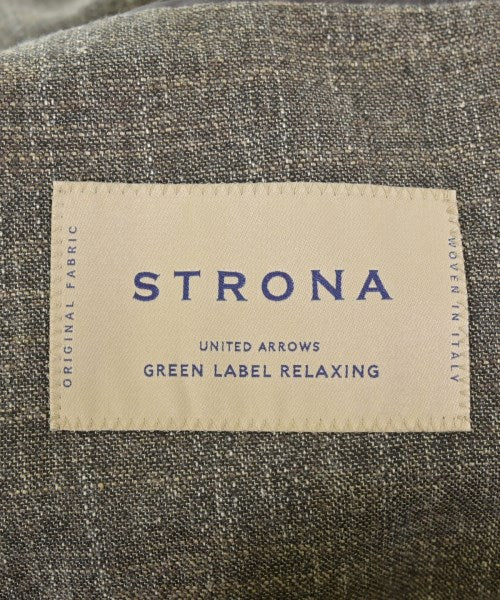 ORIGINAL FABRIC
STRONA
UNITED ARROWS
GREEN LABEL RELAXING
WOVEN IN ITALY